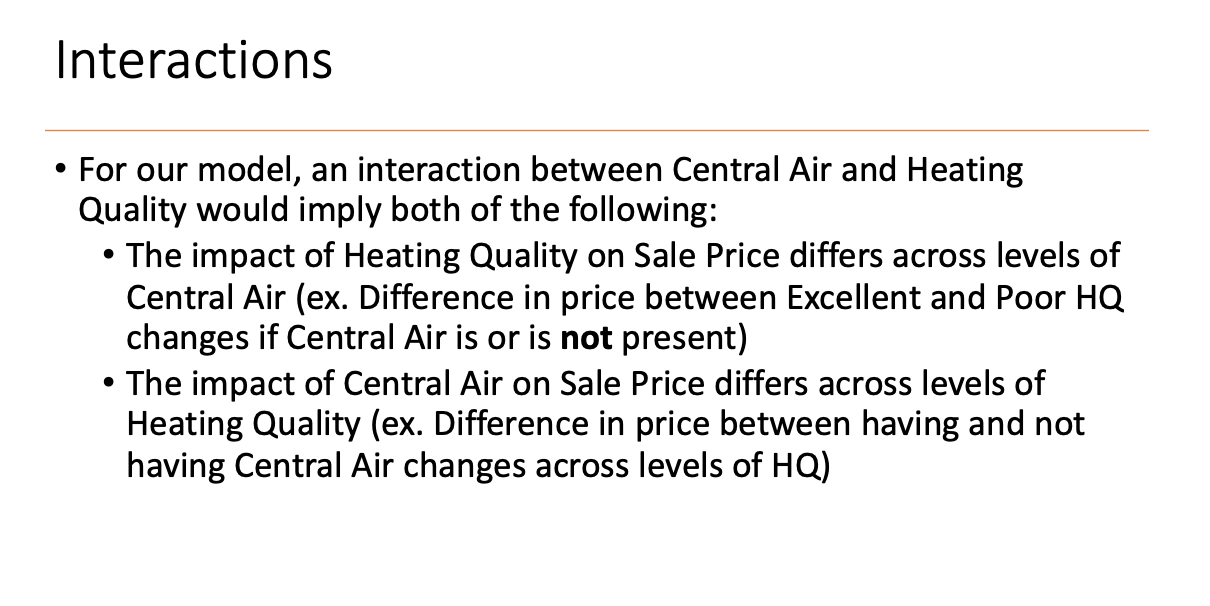 Interactions
• For our model, an interaction between Central Air and Heating
Quality would imply both of the following:
• The impact of Heating Quality on Sale Price differs across levels of
Central Air (ex. Difference in price between Excellent and Poor HQ
changes if Central Air is or is not present)
• The impact of Central Air on Sale Price differs across levels of
Heating Quality (ex. Difference in price between having and not
having Central Air changes across levels of HQ)